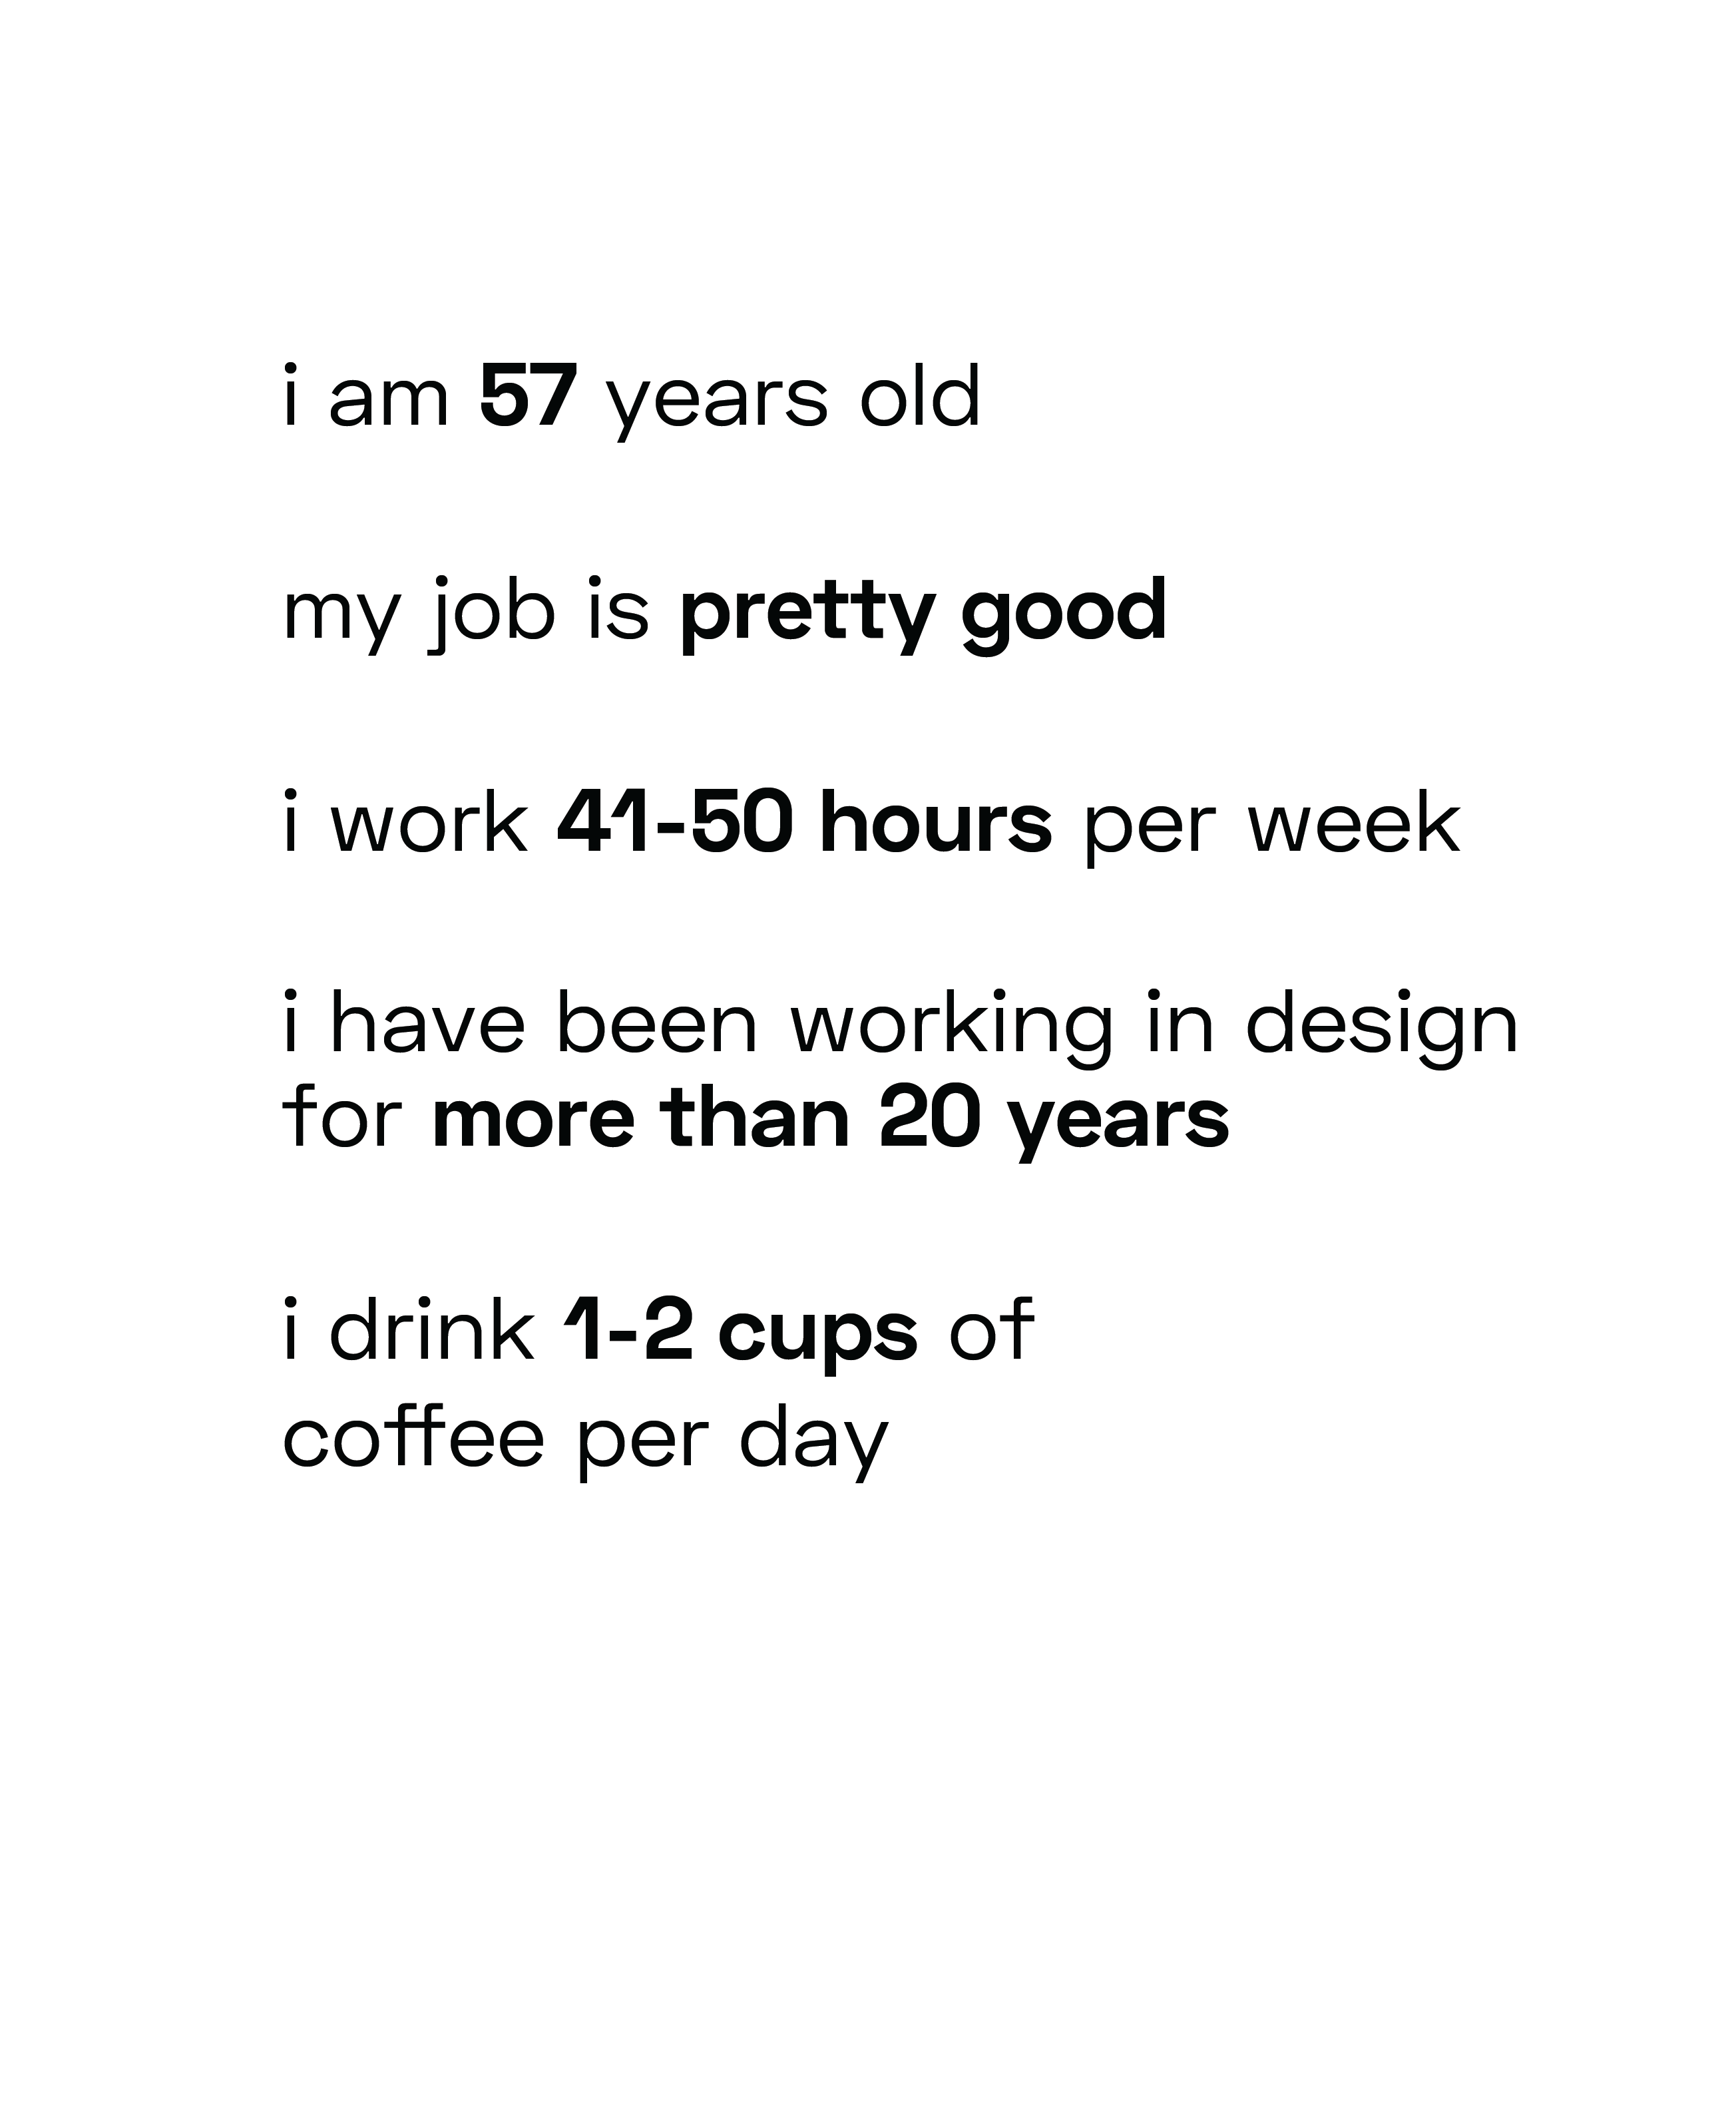 i am 57 years old
my job is pretty good
i work 41-50 hours per week
i have been working in design
for more than 20 years
i drink 1-2 cups of
coffee per day